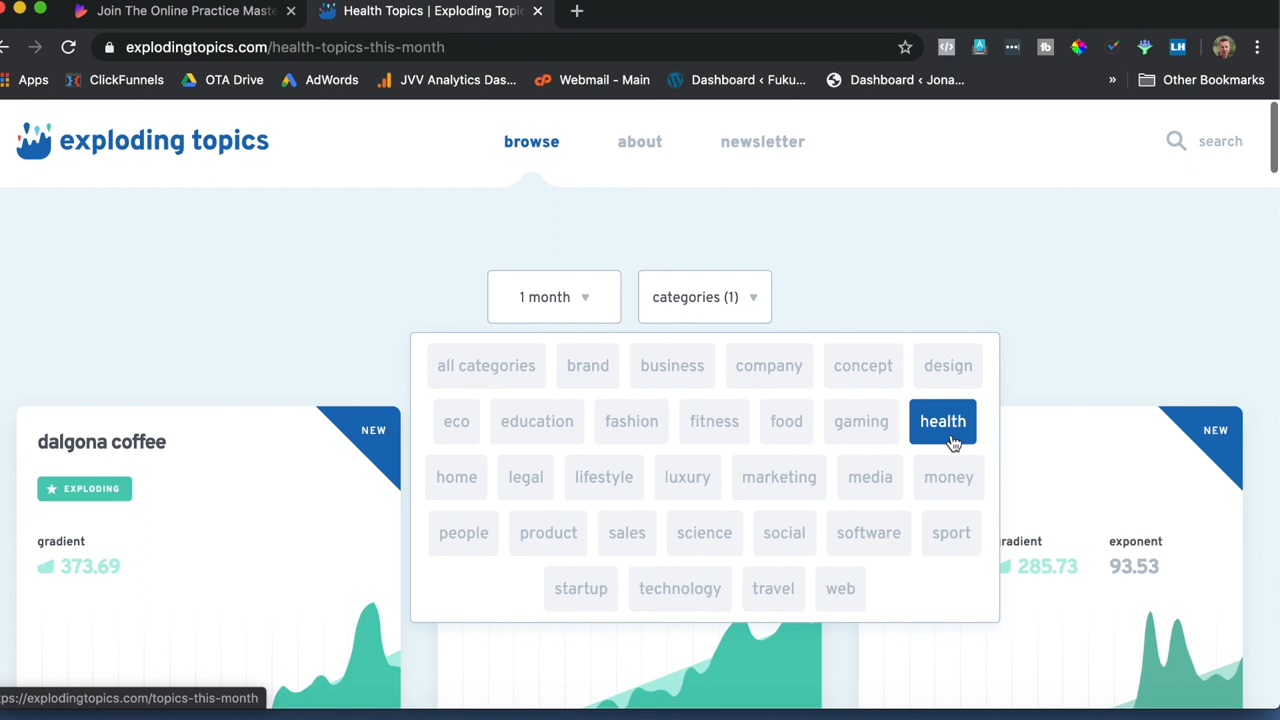 Join The Online Practice Maste
Health Topics | Exploding Topic
explodingtopics.com/health-topics-this-month
Apps ClickFunnels OTA Drive AdWords JVV Analytics Das... Webmail - Main Dashboard < Fuku... Dashboard < Jona... » Other Bookmarks
exploding topics browse about newsletter search
1 month categories (1)
all categories brand business company concept design
eco education fashion fitness food gaming health
home legal lifestyle luxury marketing media money
people product sales science social software sport
startup technology travel web
dalgona coffee
NEW
EXPLODING
gradient
373.69
NEW
radient exponent
285.73 93.53
ps://explodingtopics.com/topics-this-month